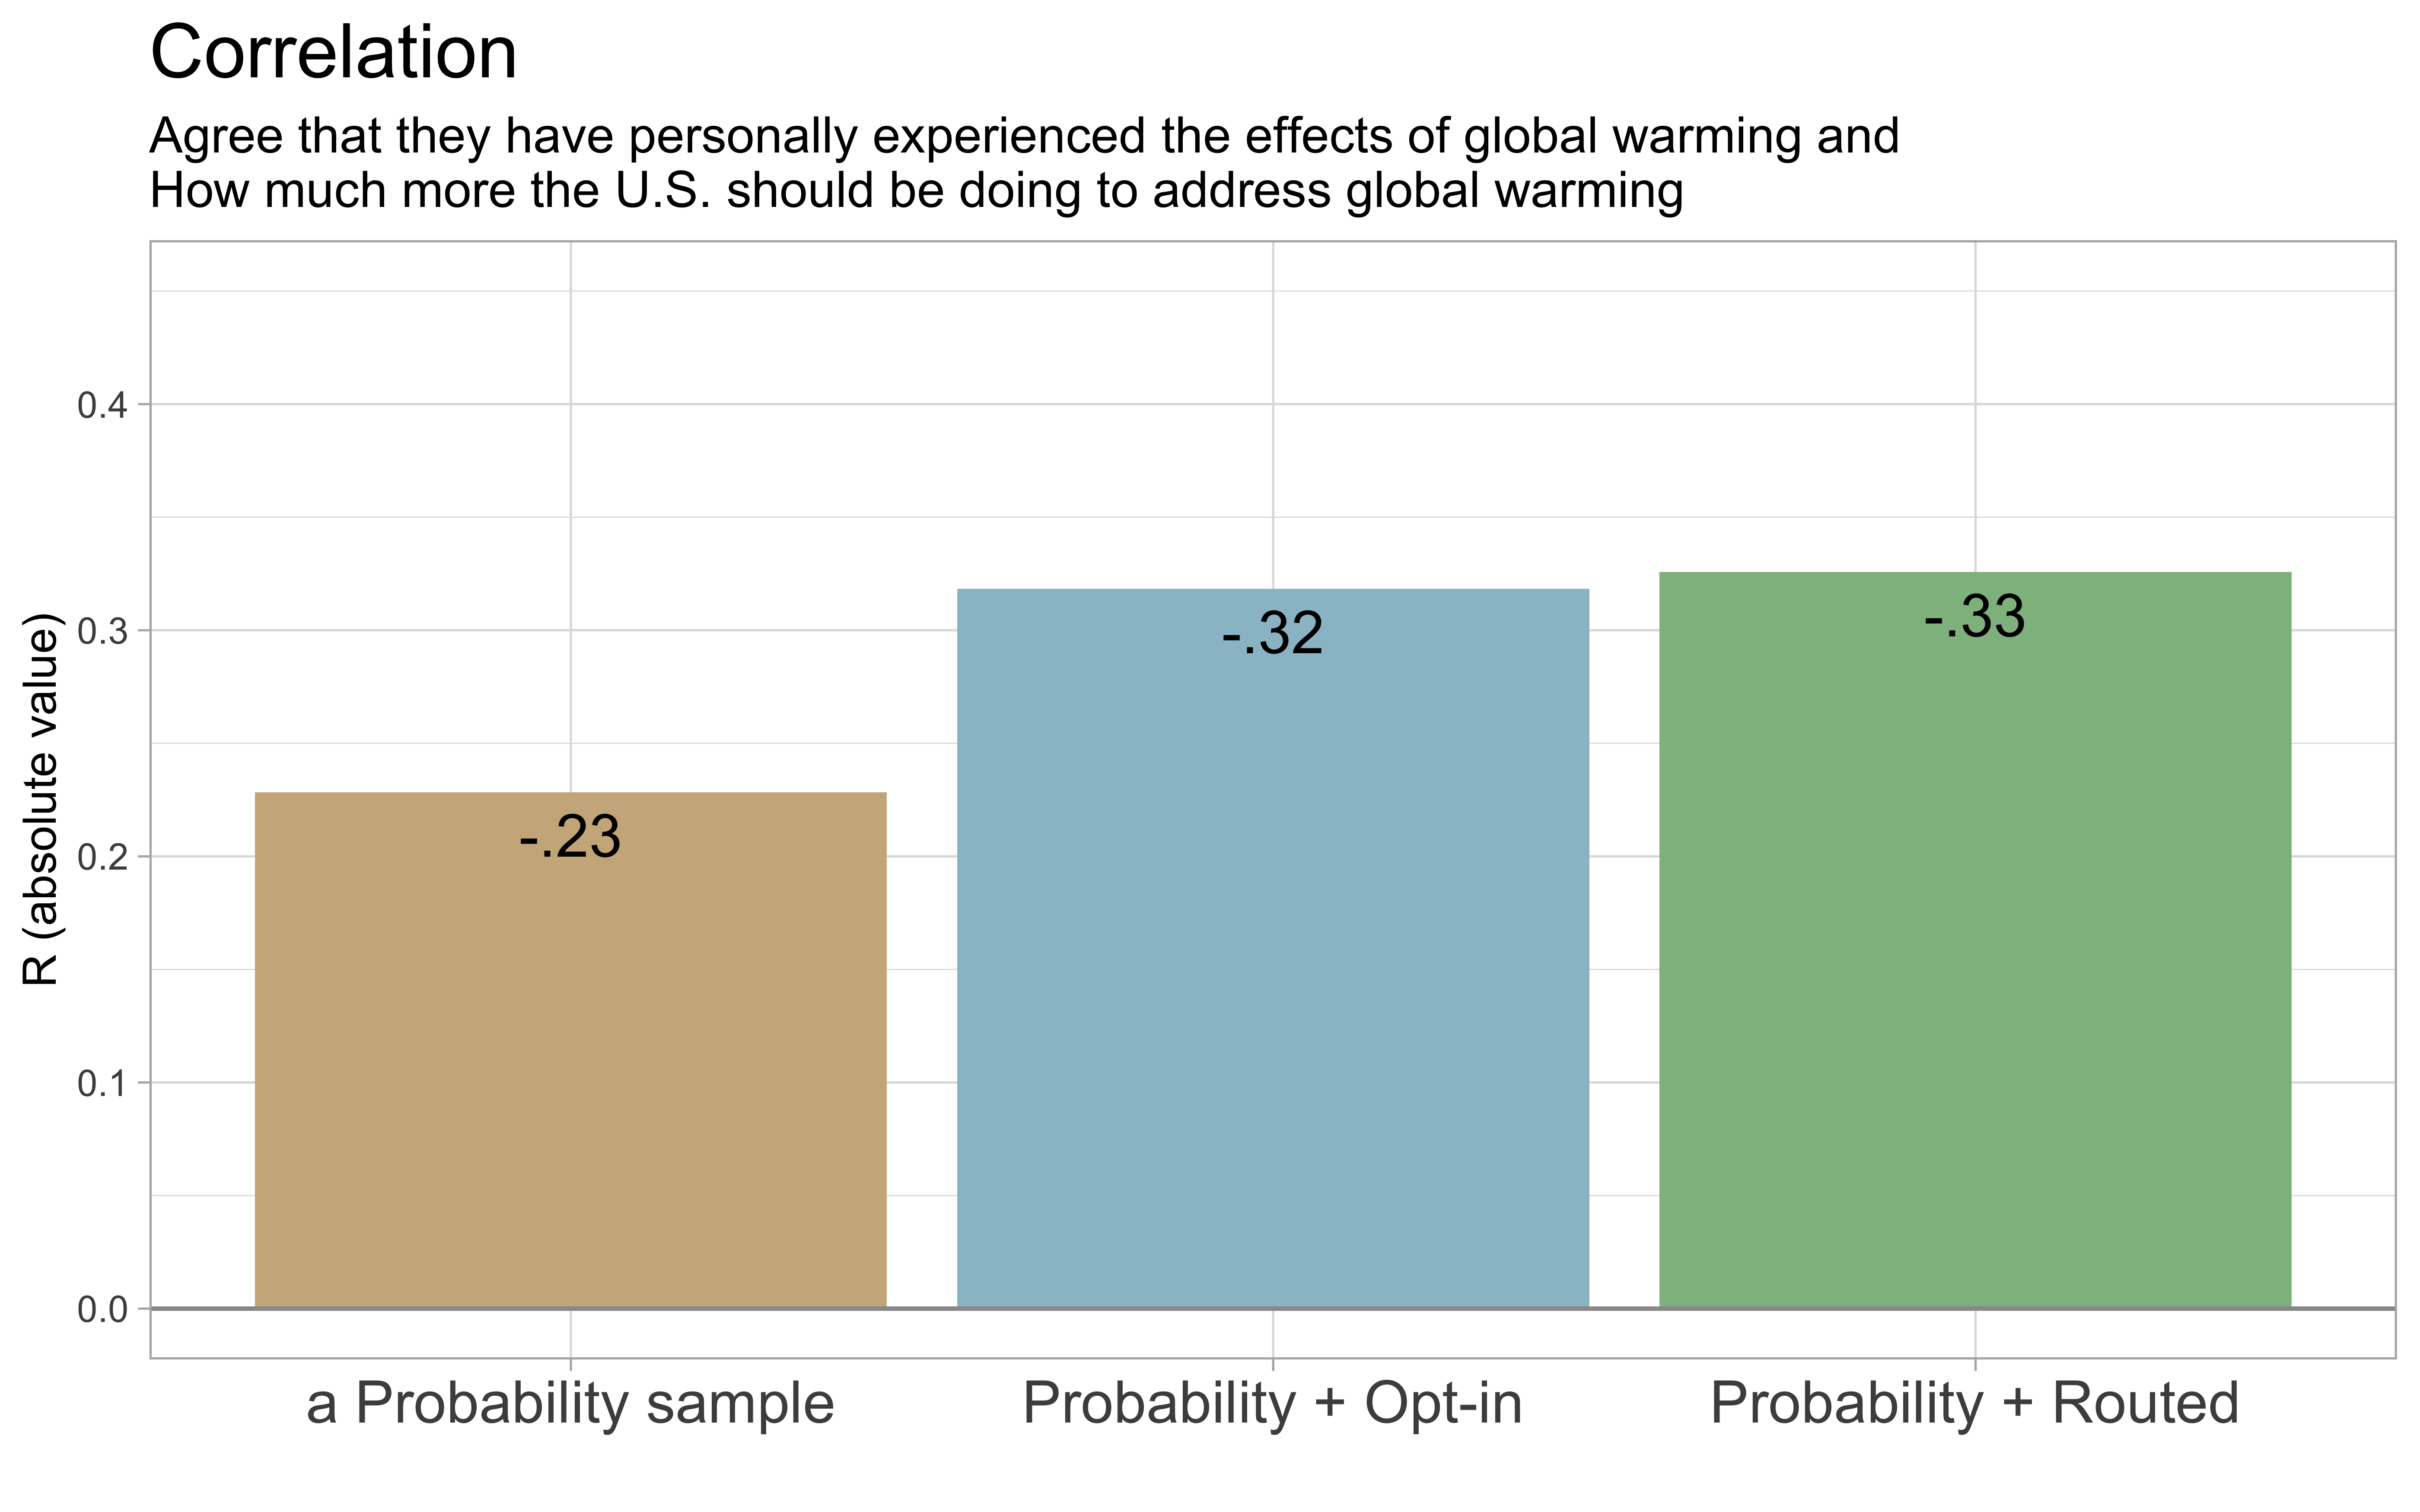 Correlation
Agree that they have personally experienced the effects of global warming and
How much more the U.S. should be doing to address global warming
R (absolute value)
0.4
0.3
0.2
0.1
0.0
-.23
-.32
-.33
a Probability sample
Probability + Opt-in
Probability + Routed